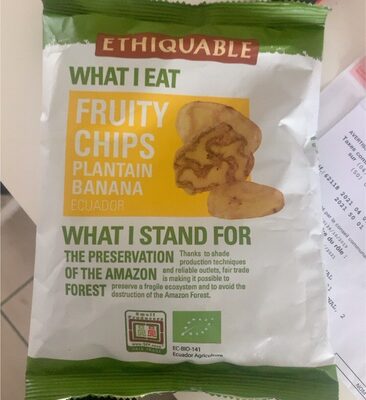 ETHIQUABLE
WHAT I EAT
FRUITY
CHIPS
PLANTAIN
BANANA
ECUADOR
WHAT I STAND FOR
THE PRESERVATION
OF THE AMAZON
FOREST
Thanks to shade
production techniques
and reliable outlets, fair trade
is making it possible to
preserve a fragile ecosystem and to avoid the
destruction of the Amazon Forest.
Small
Producers
EC-BIO-141
Ecuador Agriculture